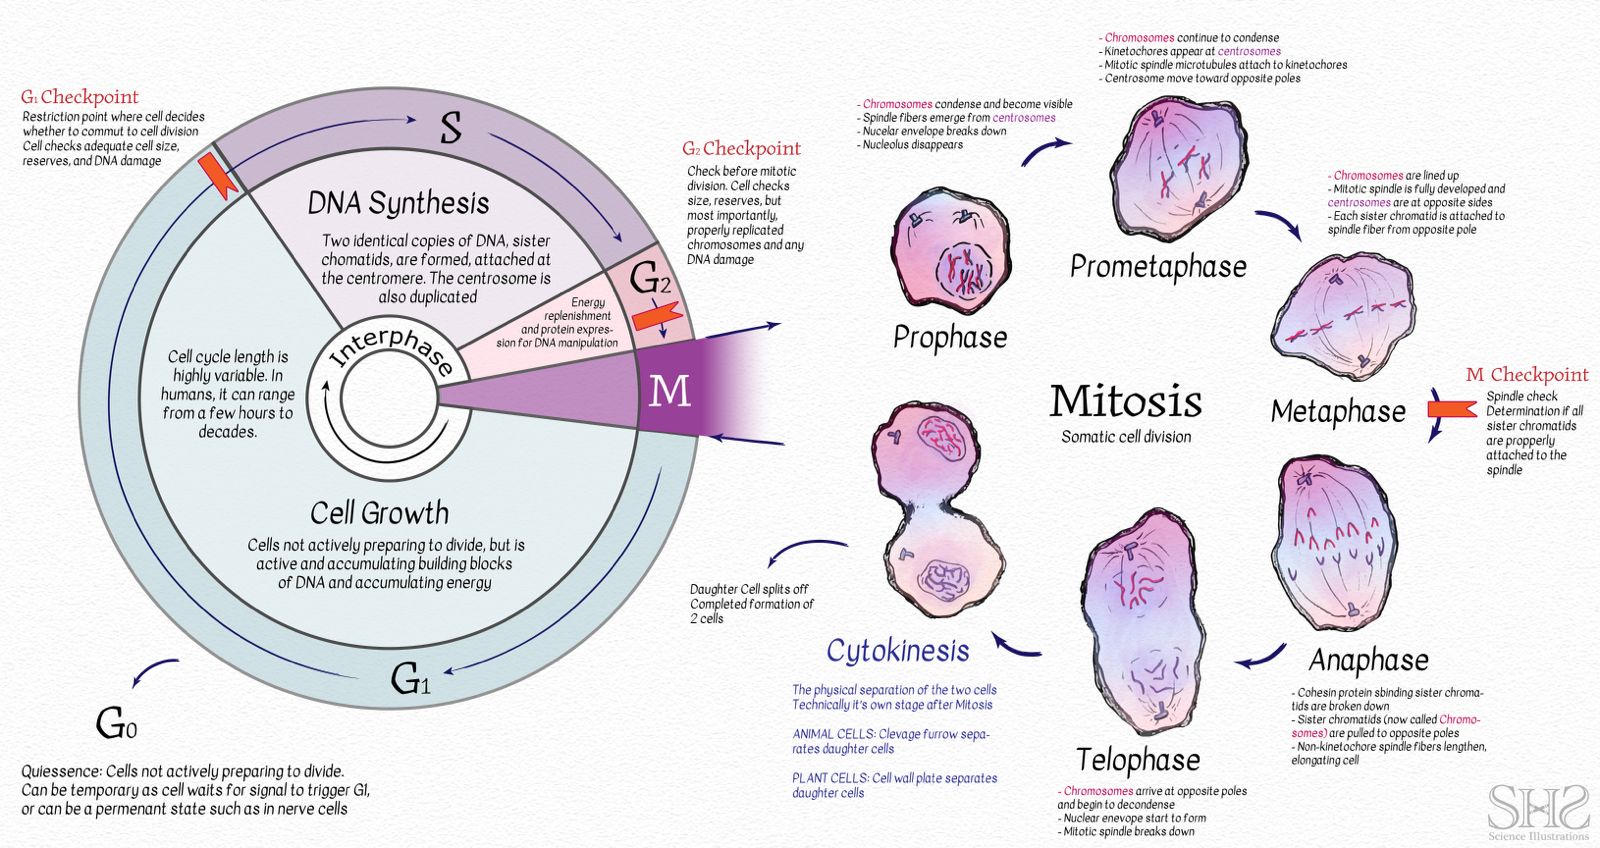 G1 Checkpoint
Restriction point where cell decides
whether to commut to cell division
Cell checks adequate cell size,
reserves, and DNA damage
S
DNA Synthesis
Two identical copies of DNA, sister
chomatids, are formed, attached at
the centromere. The centrosome is
also duplicated
G2
Energy
replenishment
and protein expres-
sion for DNA manipulation
G2 Checkpoint
Check before mitotic
division. Cell checks
size, reserves, but
most importantly,
properly replicated
chromosomes and any
DNA damage
Interphase
M
Cell cycle length is
highly variable. In
humans, it can range
from a few hours to
decades.
Cell Growth
Cells not actively preparing to divide, but is
active and accumulating building blocks
of DNA and accumulating energy
G1
G0
Quiessence: Cells not actively preparing to divide.
Can be temporary as cell waits for signal to trigger G1,
or can be a permenant state such as in nerve cells
Mitosis
Somatic cell division
- Chromosomes condense and become visible
- Spindle fibers emerge from centrosomes
- Nucelar envelope breaks down
- Nucleolus disappears
Prophase
- Chromosomes continue to condense
- Kinetochores appear at centrosomes
- Mitotic spindle microtubules attach to kinetochores
- Centrosome move toward opposite poles
Prometaphase
- Chromosomes are lined up
- Mitotic spindle is fully developed and
centrosomes are at opposite sides
- Each sister chromatid is attached to
spindle fiber from opposite pole
Metaphase
M Checkpoint
Spindle check
Determination if all
sister chromatids
are propperly
attached to the
spindle
Anaphase
- Cohesin protein sbinding sister chroma-
tids are broken down
- Sister chromatids (now called Chromo-
somes) are pulled to opposite poles
- Non-kinetochore spindle fibers lengthen,
elongating cell
Telophase
- Chromosomes arrive at opposite poles
and begin to decondense
- Nuclear enevope start to form
- Mitotic spindle breaks down
Cytokinesis
The physical separation of the two cells
Technically it's own stage after Mitosis
ANIMAL CELLS: Clevage furrow sepa-
rates daughter cells
PLANT CELLS: Cell wall plate separates
daughter cells
Daughter Cell splits off
Completed formation of
2 cells
SHS
Science Illustrations